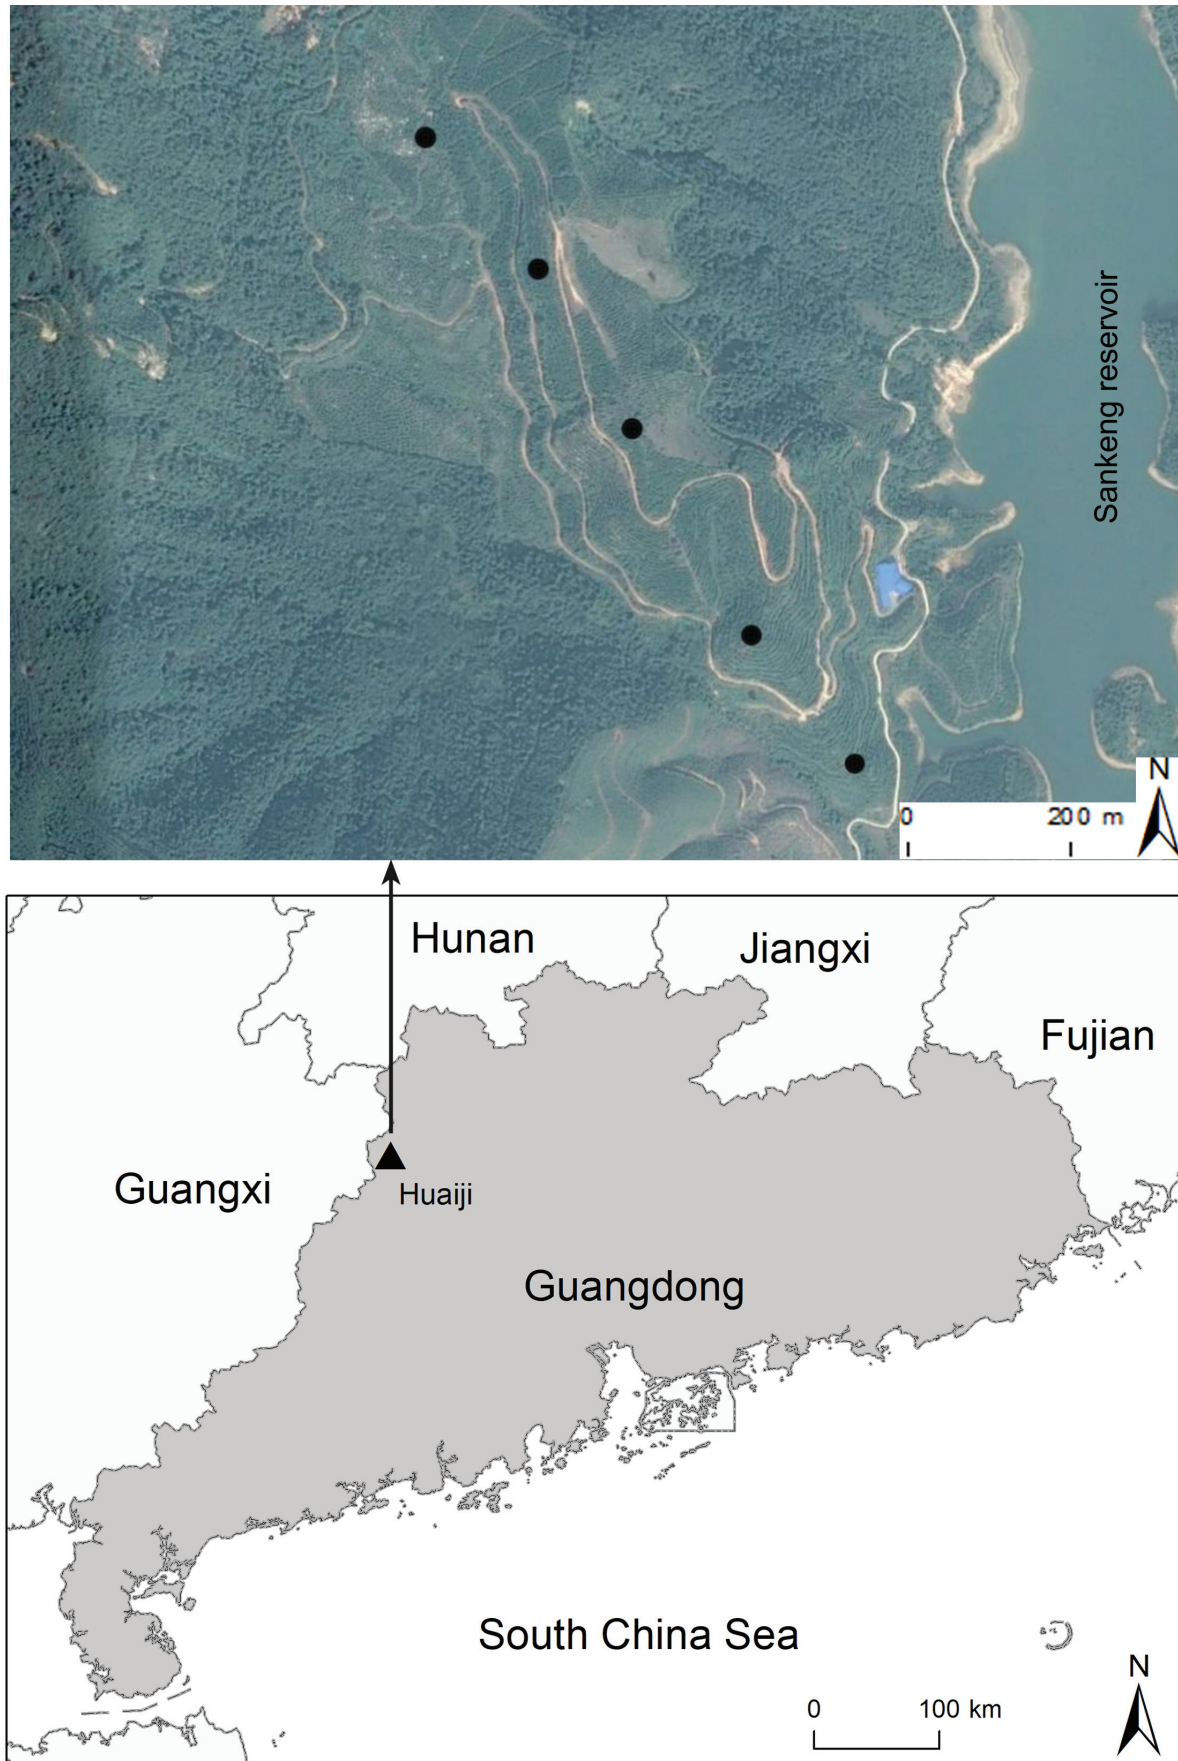 Sankeng reservoir
N
0 200 m
Hunan
Jiangxi
Fujian
Guangxi
Huaiji
Guangdong
South China Sea
N
0 100 km